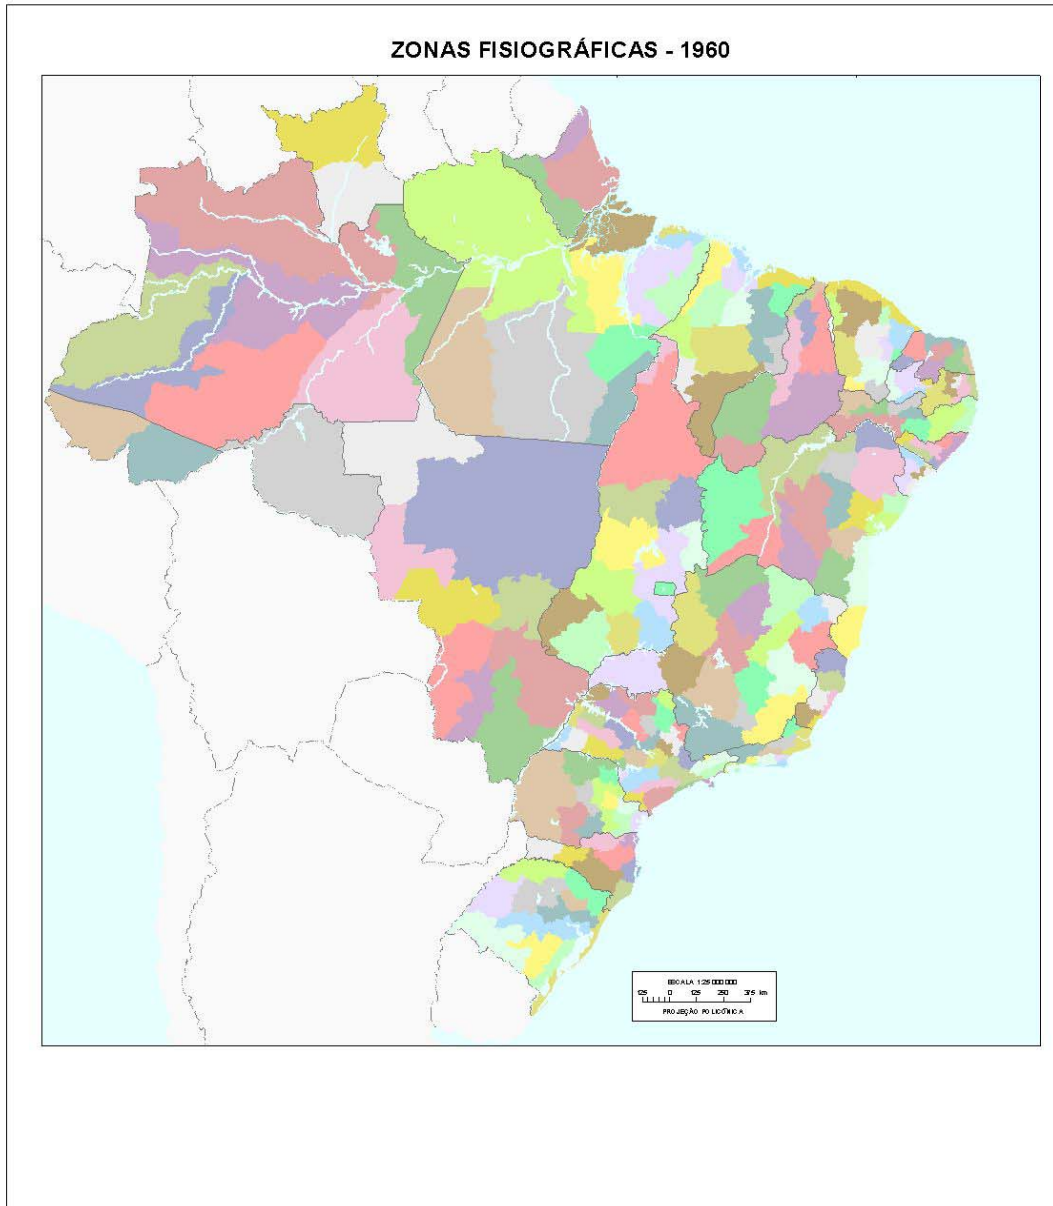 ZONAS FISIOGRÁFICAS - 1960
ESCALA 1:25 000 000
125 0 125 250 375 km
PROJEÇÃO POLICÔNICA